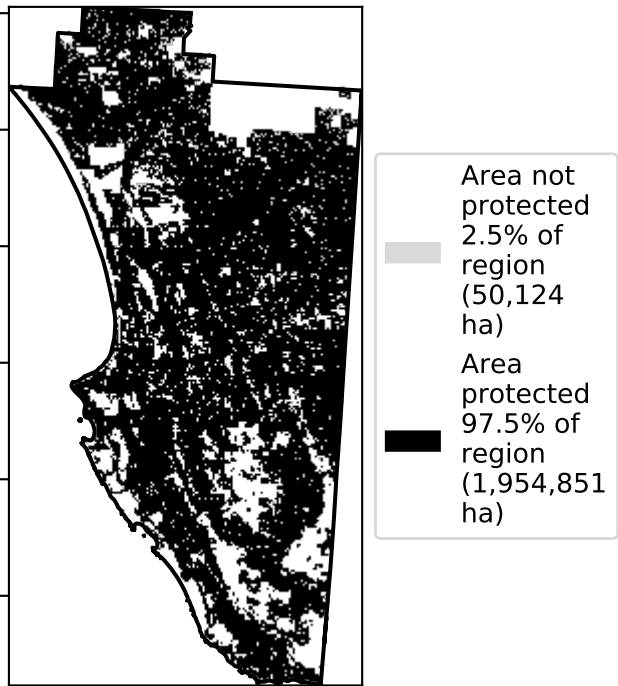 Area not
protected
2.5% of
region
(50,124
ha)
Area
protected
97.5% of
region
(1,954,851
ha)